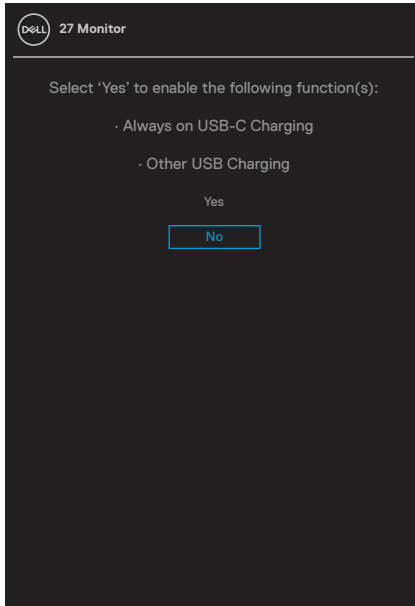 DELL 27 Monitor
Select ‘Yes’ to enable the following function(s):
· Always on USB-C Charging
· Other USB Charging
Yes
No